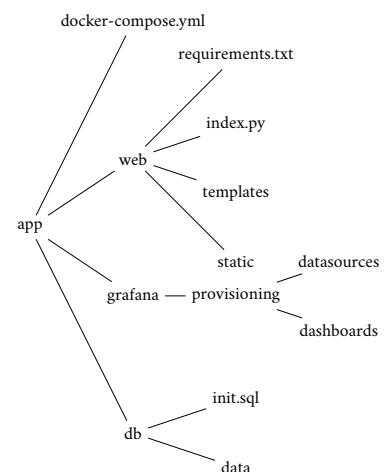 docker-compose.yml
requirements.txt
index.py
web
templates
app
static
datasources
grafana
provisioning
dashboards
init.sql
db
data